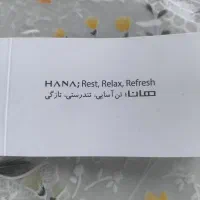 HANA; Rest, Relax, Refresh
هانا؛ تن‌آسایی، تندرستی، تازگی